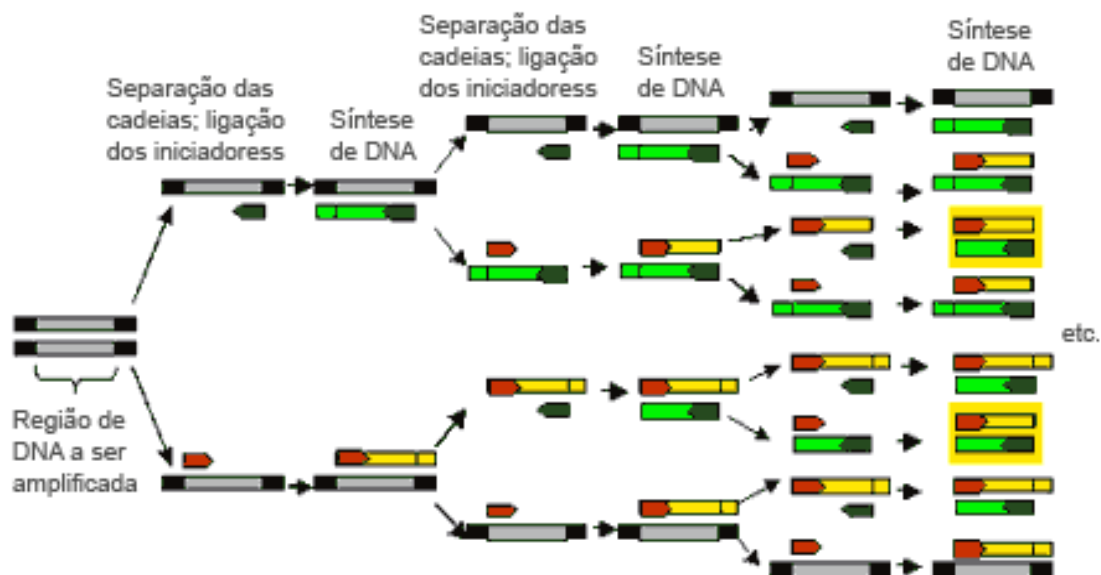 Separação das
cadeias; ligação
dos iniciadoress
Síntese
de DNA
Separação das
cadeias; ligação
dos iniciadoress
Síntese
de DNA
Síntese
de DNA
Região de
DNA a ser
amplificada
etc.